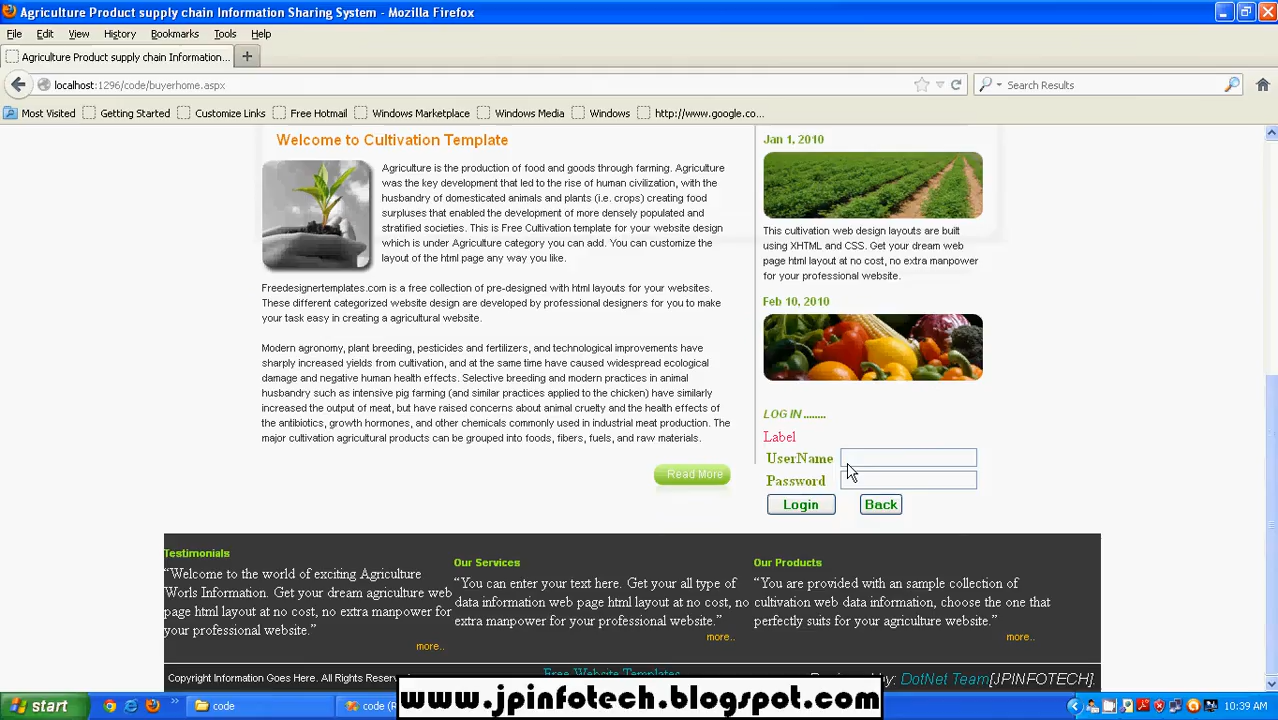 Agriculture Product supply chain Information Sharing System - Mozilla Firefox
File Edit View History Bookmarks Tools Help
Agriculture Product supply chain Information...
localhost:1296/code/buyerhome.aspx
Search Results
Most Visited Getting Started Customize Links Free Hotmail Windows Marketplace Windows Media Windows http://www.google.co...
Welcome to Cultivation Template
Agriculture is the production of food and goods through farming. Agriculture
was the key development that led to the rise of human civilization, with the
husbandry of domesticated animals and plants (i.e. crops) creating food
surpluses that enabled the development of more densely populated and
stratified societies. This is Free Cultivation template for your website design
which is under Agriculture category you can add. You can customize the
layout of the html page any way you like.
Freedesignertemplates.com is a free collection of pre-designed with html layouts for your websites.
These different categorized website design are developed by professional designers for you to make
your task easy in creating a agricultural website.
Modern agronomy, plant breeding, pesticides and fertilizers, and technological improvements have
sharply increased yields from cultivation, and at the same time have caused widespread ecological
damage and negative human health effects. Selective breeding and modern practices in animal
husbandry such as intensive pig farming (and similar practices applied to the chicken) have similarly
increased the output of meat, but have raised concerns about animal cruelty and the health effects of
the antibiotics, growth hormones, and other chemicals commonly used in industrial meat production. The
major cultivation agricultural products can be grouped into foods, fibers, fuels, and raw materials.
Read More
Jan 1, 2010
This cultivation web design layouts are built
using XHTML and CSS. Get your dream web
page html layout at no cost, no extra manpower
for your professional website.
Feb 10, 2010
LOG IN ........
Label
UserName
Password
Login Back
Testimonials
“Welcome to the world of exciting Agriculture
Worls Information. Get your dream agriculture web
page html layout at no cost, no extra manpower for
your professional website.”
more..
Our Services
“You can enter your text here. Get your all type of
data information web page html layout at no cost, no
extra manpower for your professional website.”
more..
Our Products
“You are provided with an sample collection of
cultivation web data information, choose the one that
perfectly suits for your agriculture website.”
more..
Copyright Information Goes Here. All Rights
Free Website Templates
by: DotNet Team[JPINFOTECH].
www.jpinfotech.blogspot.com
start
code
code (R
10:39 AM